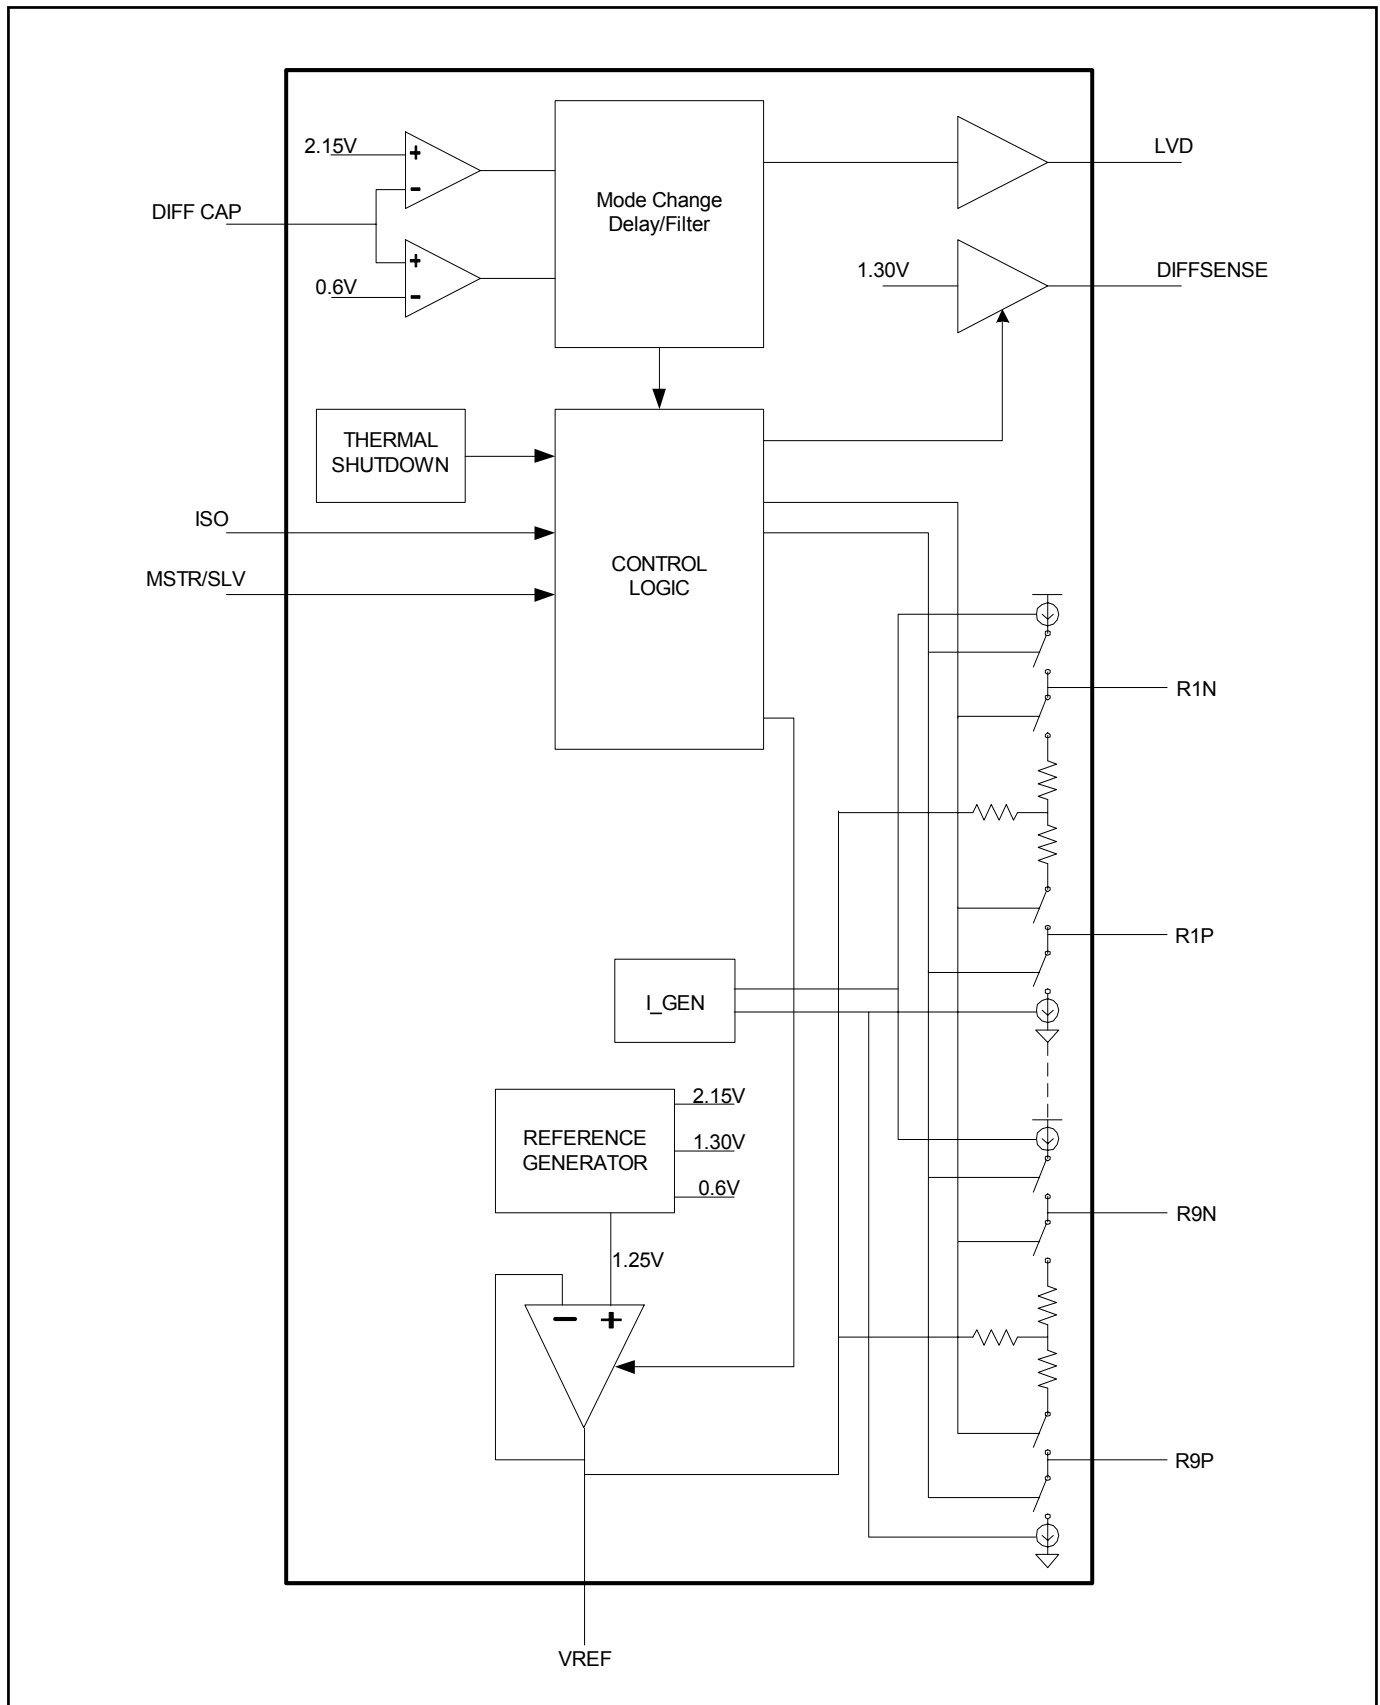 2.15V
+
-
DIFF CAP
+
-
0.6V
Mode Change
Delay/Filter
LVD
1.30V
DIFFSENSE
THERMAL
SHUTDOWN
ISO
MSTR/SLV
CONTROL
LOGIC
R1N
R1P
I_GEN
REFERENCE
GENERATOR
2.15V
1.30V
0.6V
R9N
1.25V
- +
R9P
VREF